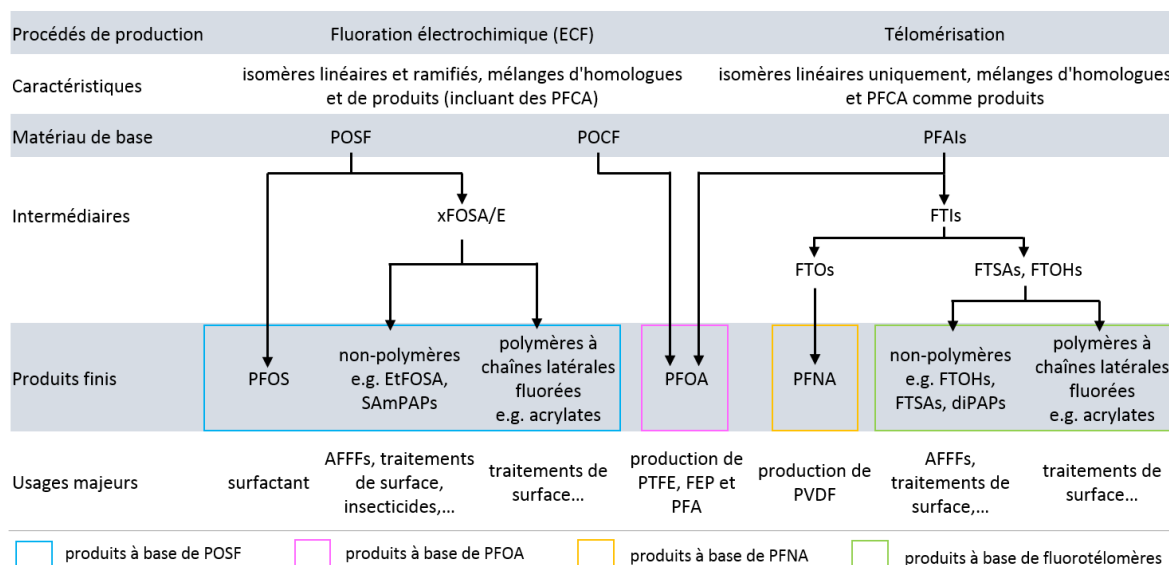 Procédés de production
Fluoration électrochimique (ECF)
Télomérisation
Caractéristiques
isomères linéaires et ramifiés, mélanges d'homologues
et de produits (incluant des PFCA)
isomères linéaires uniquement, mélanges d'homologues
et PFCA comme produits
Matériau de base
POSF
POCF
PFAIs
Intermédiaires
xFOSA/E
FTIs
FTOs
FTSAs, FTOHs
Produits finis
PFOS
non-polymères
e.g. EtFOSA,
SAmPAPs
polymères à
chaînes latérales
fluorées
e.g. acrylates
PFOA
PFNA
non-polymères
e.g. FTOHs,
FTSAs, diPAPs
polymères à
chaînes latérales
fluorées
e.g. acrylates
Usages majeurs
surfactant
AFFFs, traitements
de surface,
insecticides,...
traitements de
surface...
production de
PTFE, FEP et
PFA
production de
PVDF
AFFFs,
traitements de
surface,...
traitements de
surface...
produits à base de POSF
produits à base de PFOA
produits à base de PFNA
produits à base de fluorotélomères